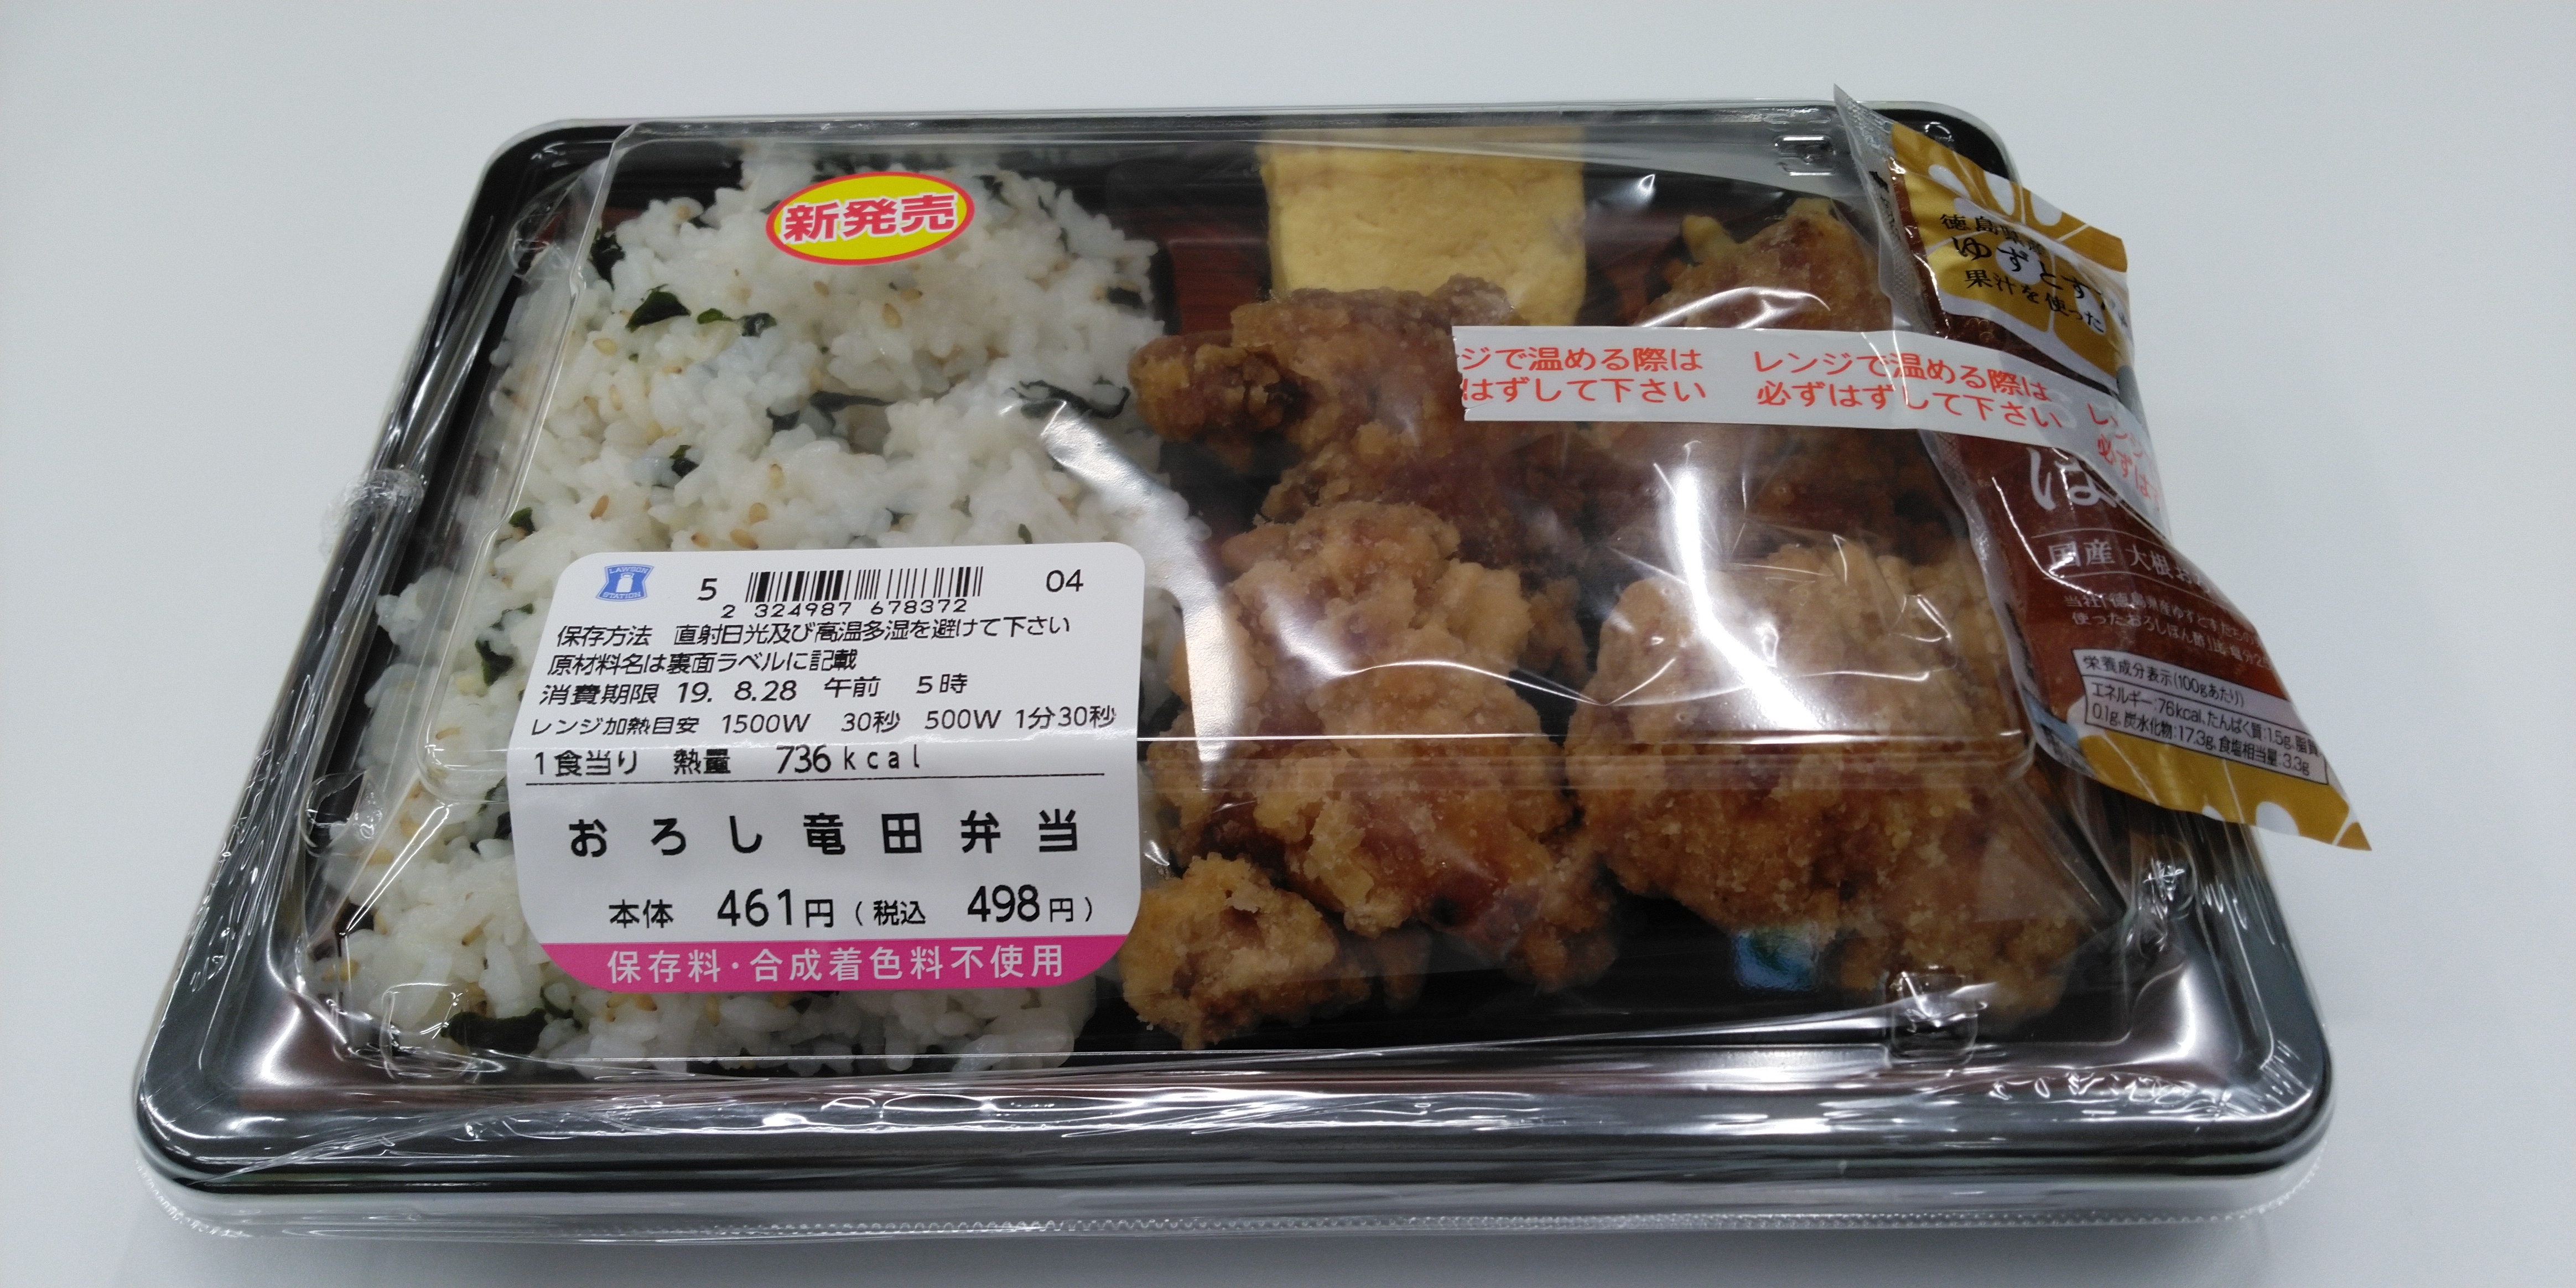 新発売
LAWSON
STATION
5 04
2 324987 678372
保存方法 直射日光及び高温多湿を避けて下さい
原材料名は裏面ラベルに記載
消費期限 19. 8.28 午前 5時
レンジ加熱目安 1500W 30秒 500W 1分30秒
1食当り 熱量 736kcal
おろし竜田弁当
本体 461円(税込 498円)
保存料・合成着色料不使用
ジで温める際は レンジで温める際は レン
はずして下さい 必ずはずして下さい 必ずは
徳島県産
ゆずとす
果汁を使った
ぽ
国産 大根お
栄養成分表示(100gあたり)
エネルギー:76kcal、たんぱく質:1.5g、脂質
0.1g、炭水化物:17.3g、食塩相当量:3.3g